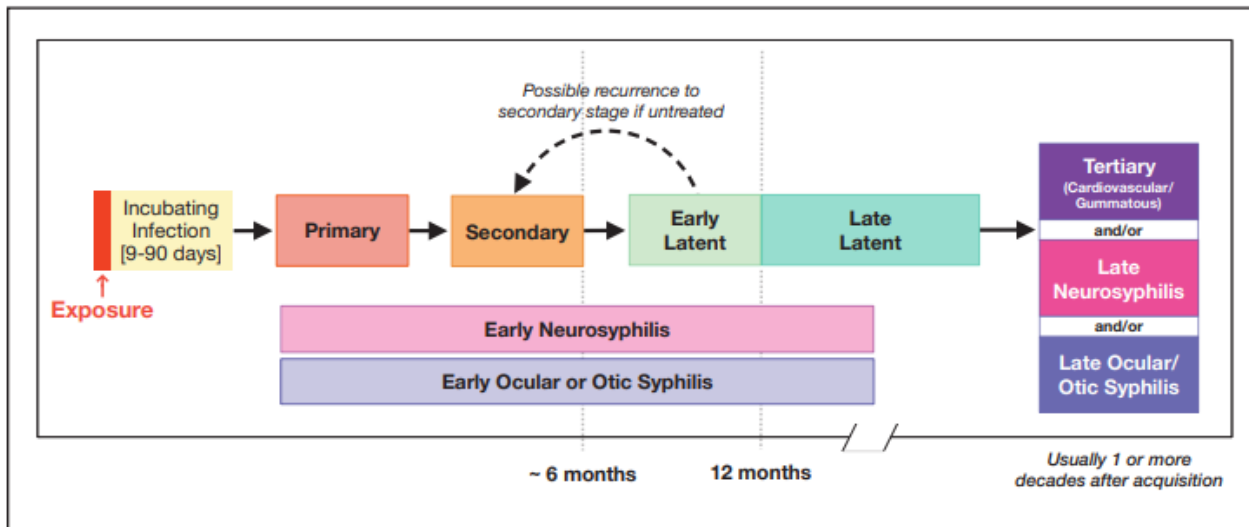 Possible recurrence to
secondary stage if untreated
Incubating
Infection
[9-90 days]
Primary
Secondary
Early
Latent
Late
Latent
Tertiary
(Cardiovascular/
Gummatous)
and/or
Late
Neurosyphilis
and/or
Late Ocular/
Otic Syphilis
↑
Exposure
Early Neurosyphilis
Early Ocular or Otic Syphilis
~ 6 months
12 months
Usually 1 or more
decades after acquisition